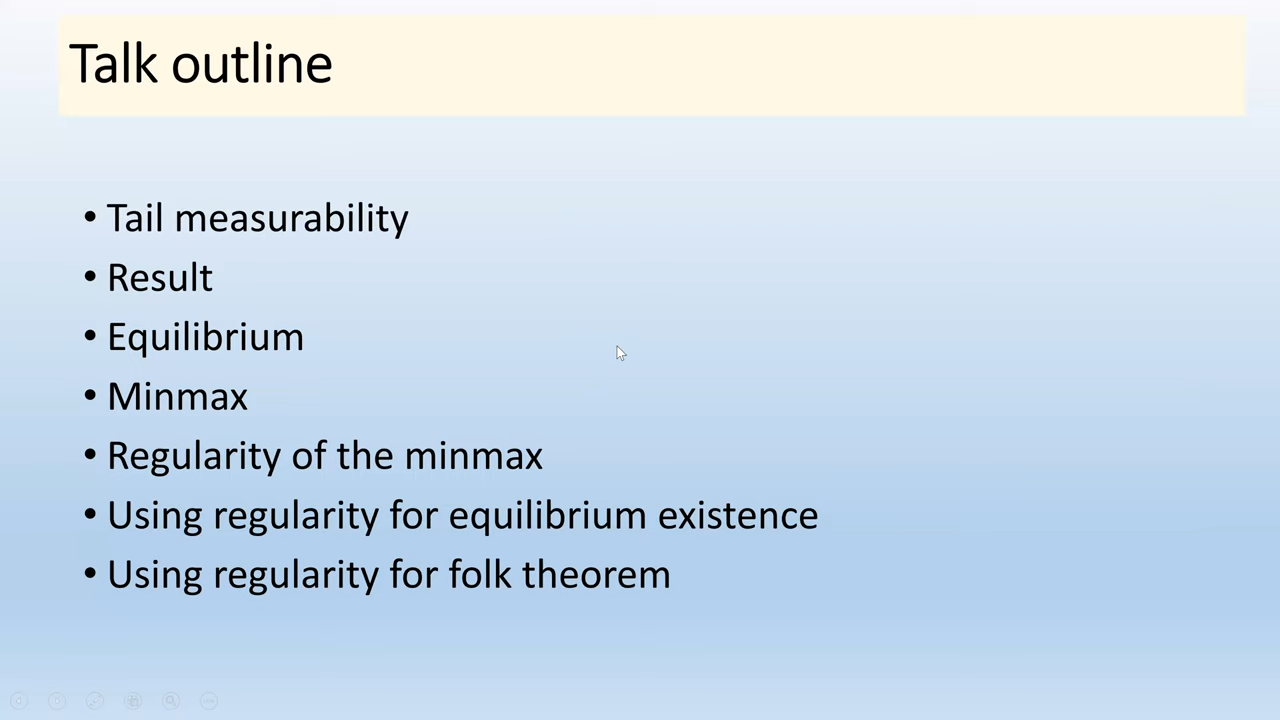 Talk outline
• Tail measurability
• Result
• Equilibrium
• Minmax
• Regularity of the minmax
• Using regularity for equilibrium existence
• Using regularity for folk theorem